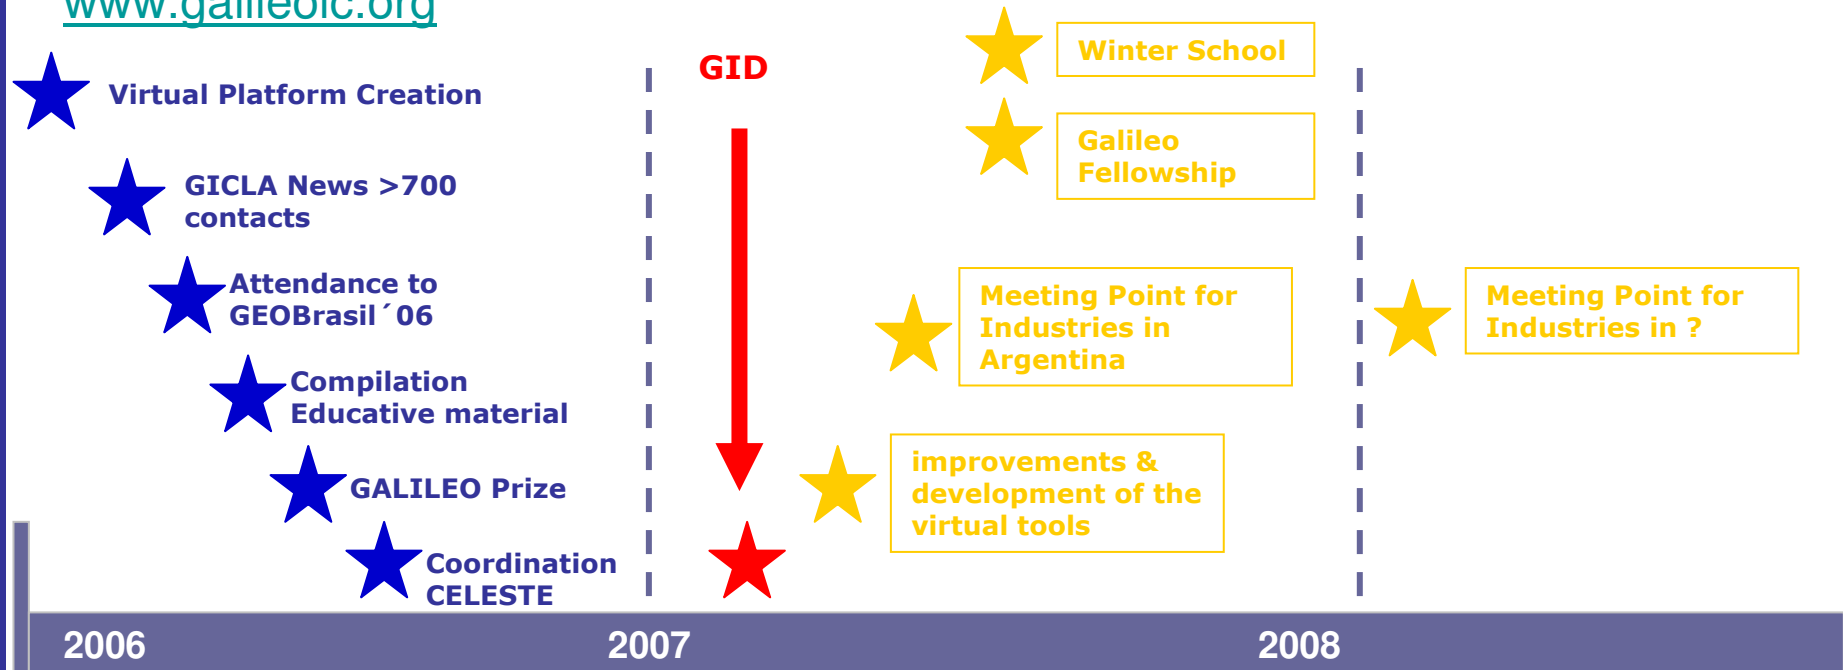 www.galileoic.org
Virtual Platform Creation
GICLA News >700
contacts
Attendance to
GEOBrasil´06
Compilation
Educative material
GALILEO Prize
Coordination
CELESTE
GID
Winter School
Galileo
Fellowship
Meeting Point for
Industries in
Argentina
improvements &
development of the
virtual tools
Meeting Point for
Industries in ?
2006
2007
2008